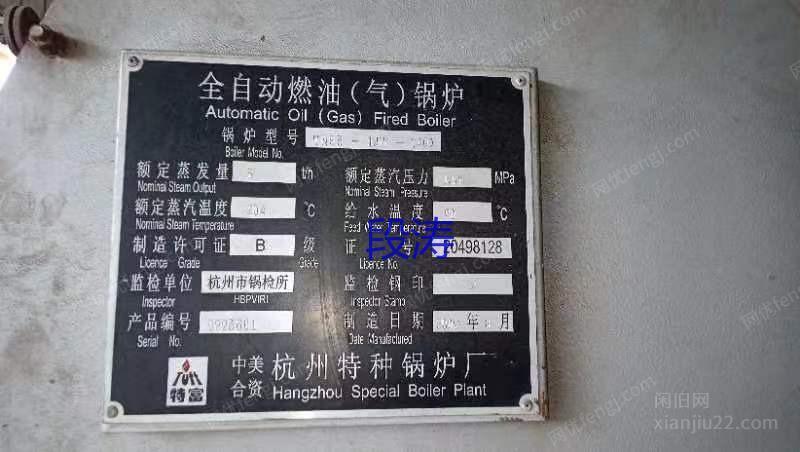 全自动燃油(气)锅炉
Automatic Oil (Gas) Fired Boiler
锅炉型号
Boiler Model No.
额定蒸发量 t/h 额定蒸汽压力 MPa
Nominal Steam Output Nominal Steam Pressure
额定蒸汽温度 204 ℃ 给水温度 ℃
Nominal Steam Temperature Feed Water Temperature
制造许可证 B 级 证 号 20498128
Licence Grade Grade Licence No.
监检单位 杭州市锅检所 监检钢印
Inspector HBPVIRI Inspector Stamp
产品编号 制造日期 年 月
Serial No. Date Manufactured
特富
中美合资 杭州特种锅炉厂
Hangzhou Special Boiler Plant
段涛
闲旧网
xianjiu22.com